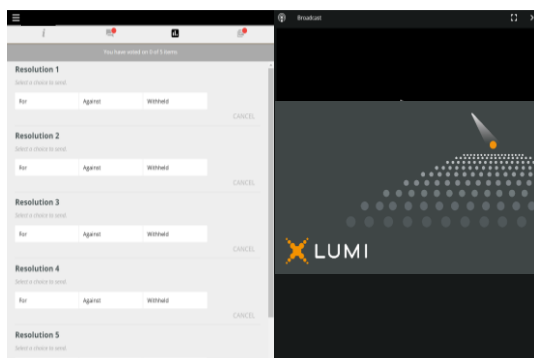 You have voted on 0 of 5 items
Resolution 1
Select a choice to send.
For Against Withheld
CANCEL
Resolution 2
Select a choice to send.
For Against Withheld
CANCEL
Resolution 3
Select a choice to send.
For Against Withheld
CANCEL
Resolution 4
Select a choice to send.
For Against Withheld
CANCEL
Resolution 5
Select a choice to send.
Broadcast
LUMI